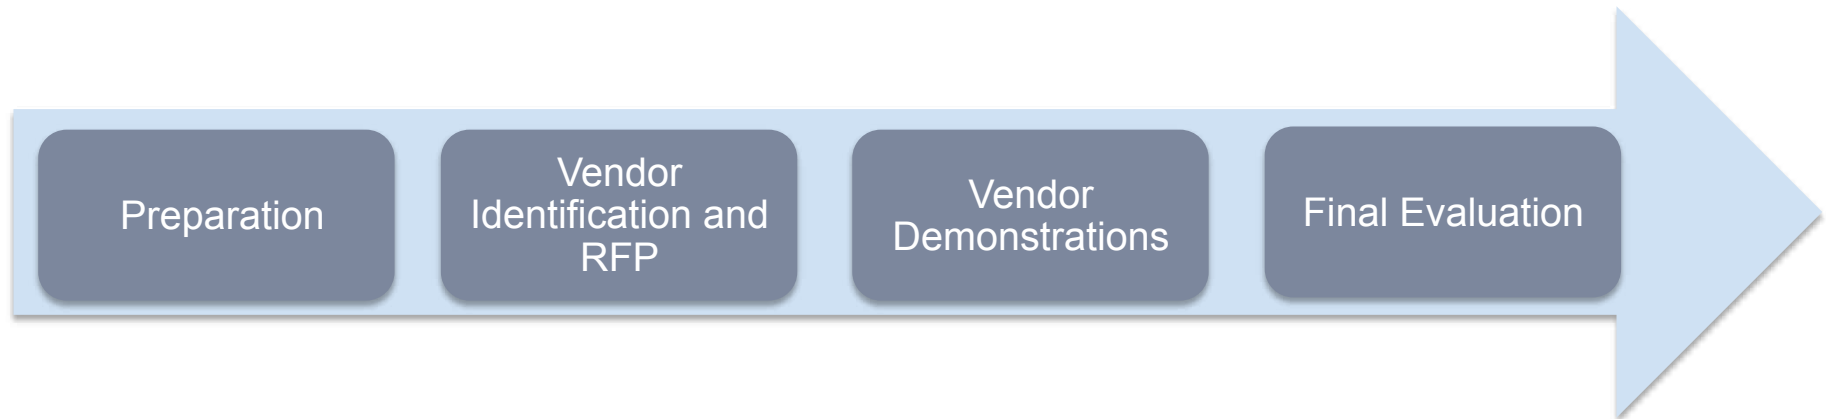 Preparation
Vendor
Identification and
RFP
Vendor
Demonstrations
Final Evaluation